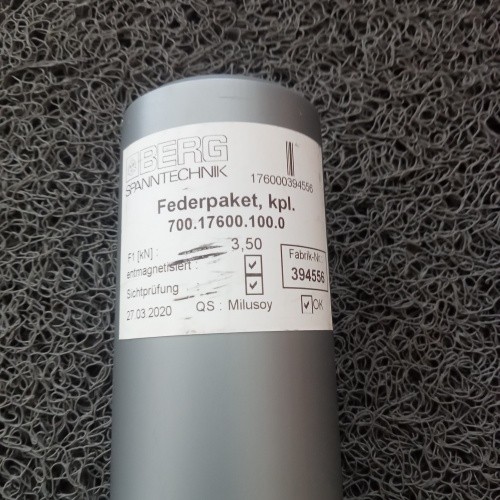 BERG
SPANNTECHNIK
176000394556
Federpaket, kpl.
700.17600.100.0
F1 [kN] : 3,50
entmagnetisiert :
Sichtprüfung :
Fabrik-Nr.
394556
27.03.2020 QS : Milusoy OK